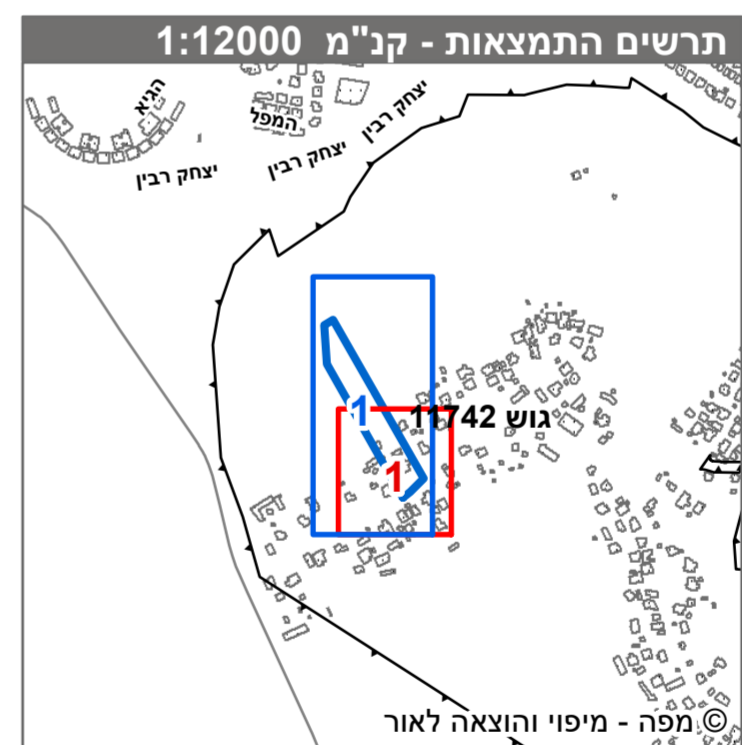 תרשים התמצאות - קנ"מ 1:12000
הגיא
המפל
יצחק רבין
יצחק רבין
יצחק רבין
1
גוש 11742
1
© מפה - מיפוי והוצאה לאור